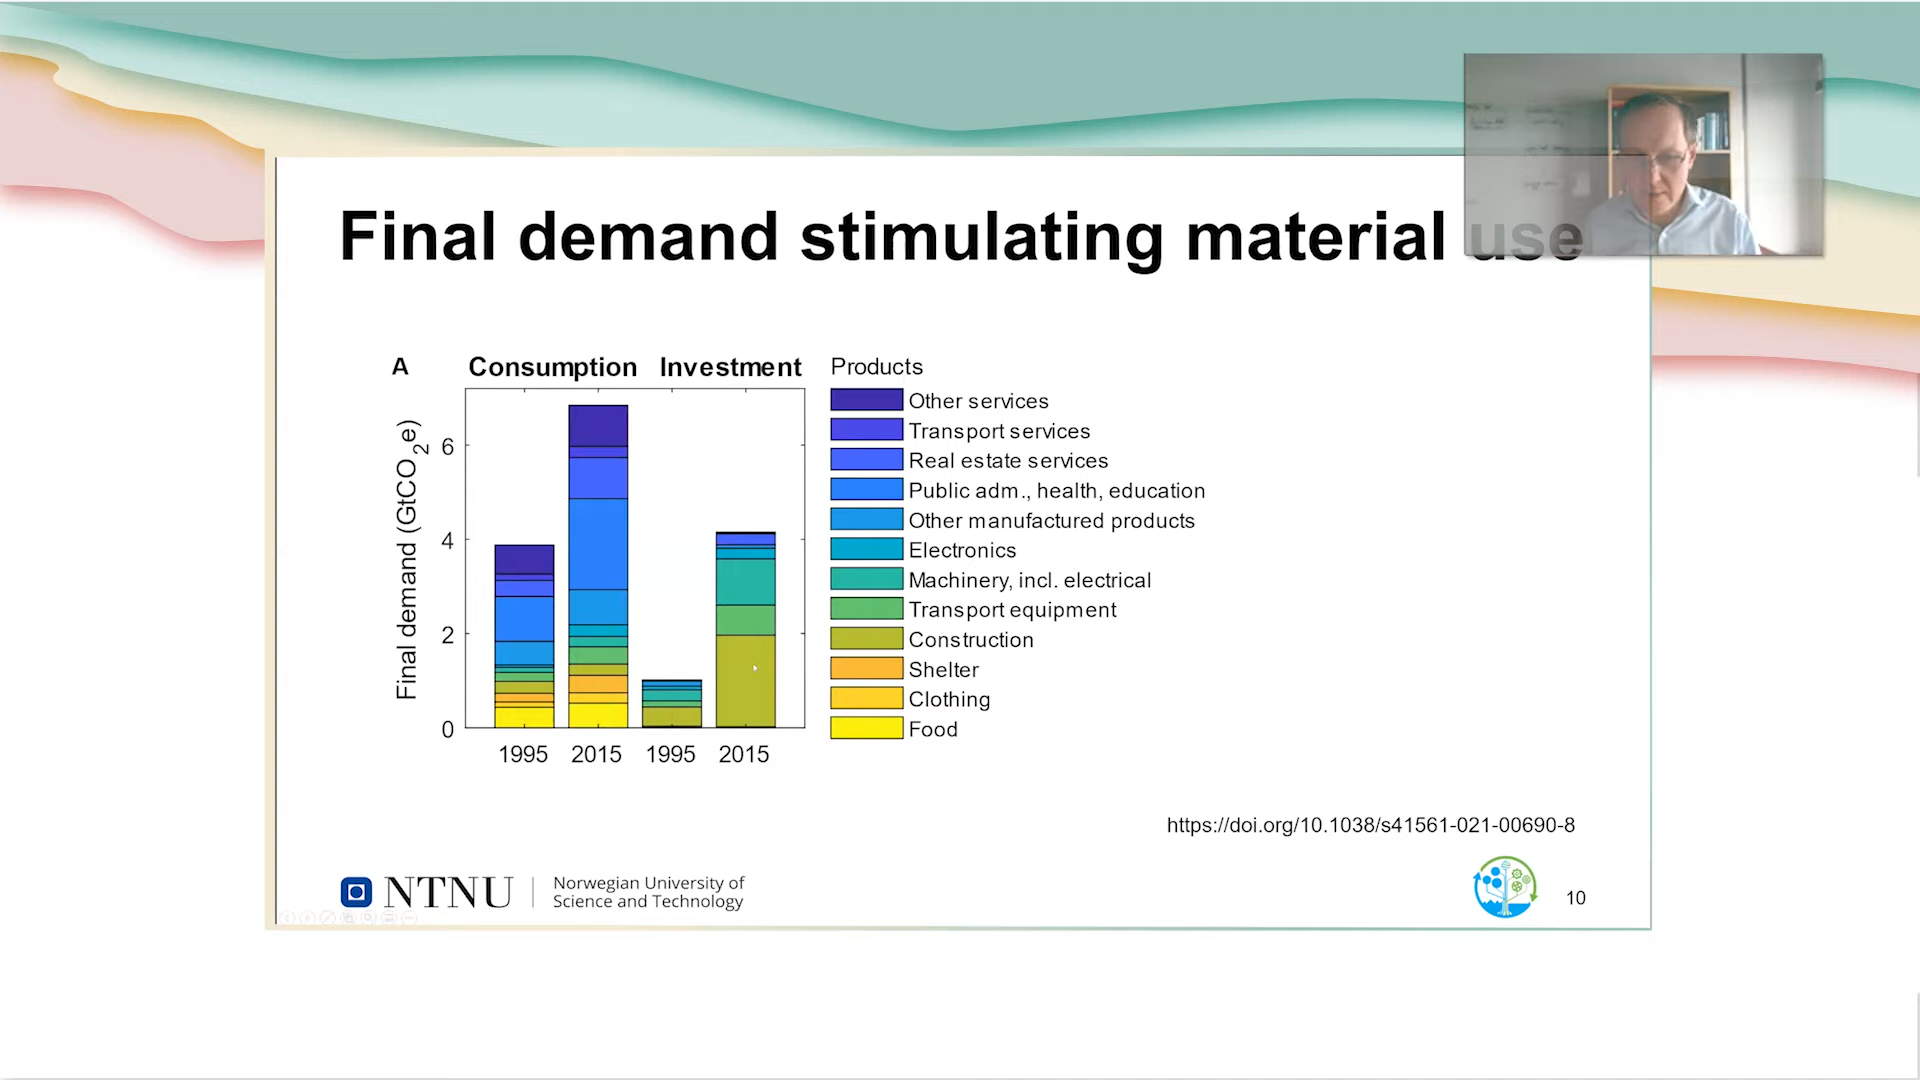 Final demand stimulating material use
A Consumption Investment Products
Other services
Transport services
Real estate services
Public adm., health, education
Other manufactured products
Electronics
Machinery, incl. electrical
Transport equipment
Construction
Shelter
Clothing
Food
Final demand (GtCO2e)
6
4
2
0
1995 2015 1995 2015
https://doi.org/10.1038/s41561-021-00690-8
NTNU
Norwegian University of
Science and Technology
10